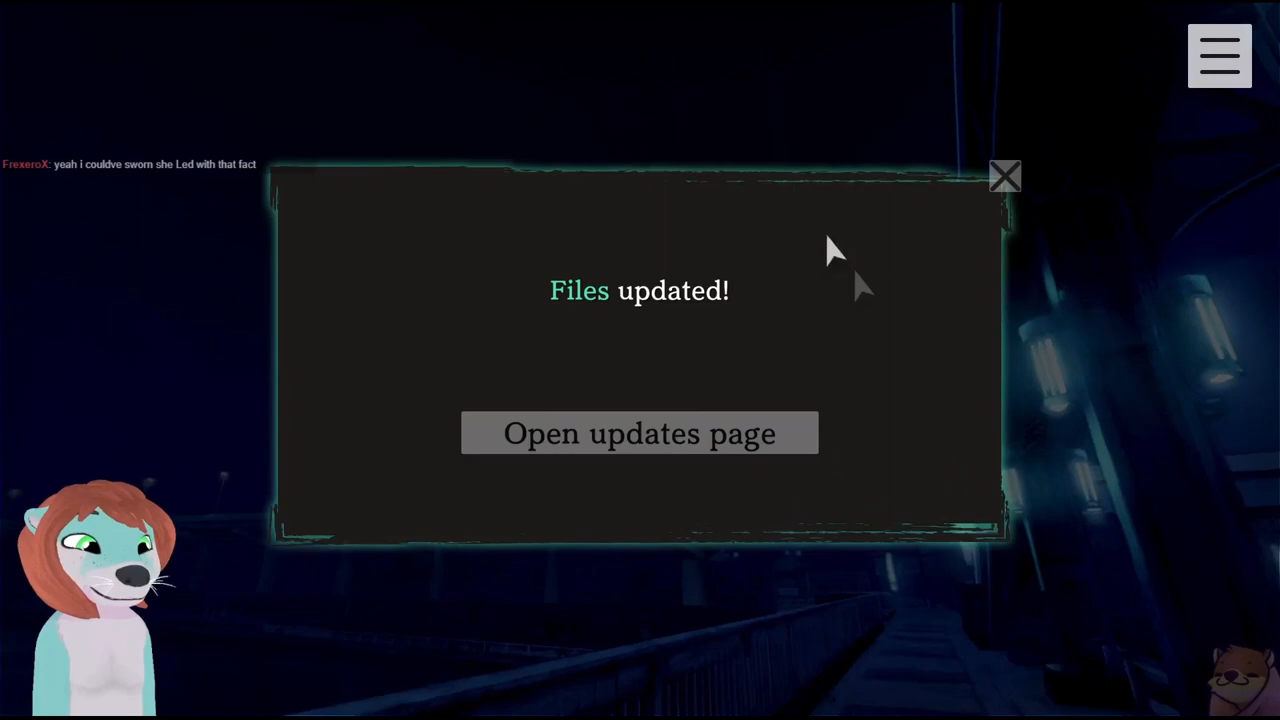 FrexeroX: yeah i couldve sworn she Led with that fact
Files updated!
Open updates page